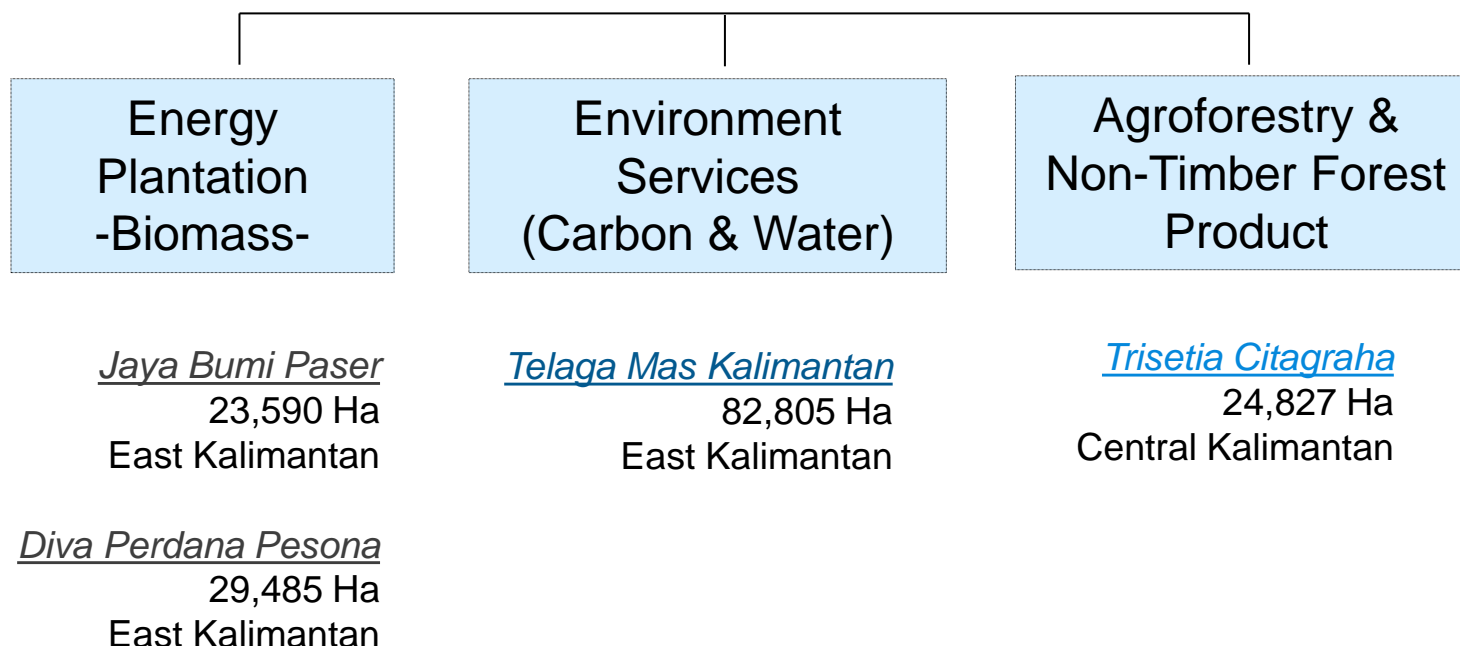 Energy
Plantation
-Biomass-
Environment
Services
(Carbon & Water)
Agroforestry &
Non-Timber Forest
Product
Jaya Bumi Paser
23,590 Ha
East Kalimantan
Diva Perdana Pesona
29,485 Ha
East Kalimantan
Telaga Mas Kalimantan
82,805 Ha
East Kalimantan
Trisetia Citagraha
24,827 Ha
Central Kalimantan